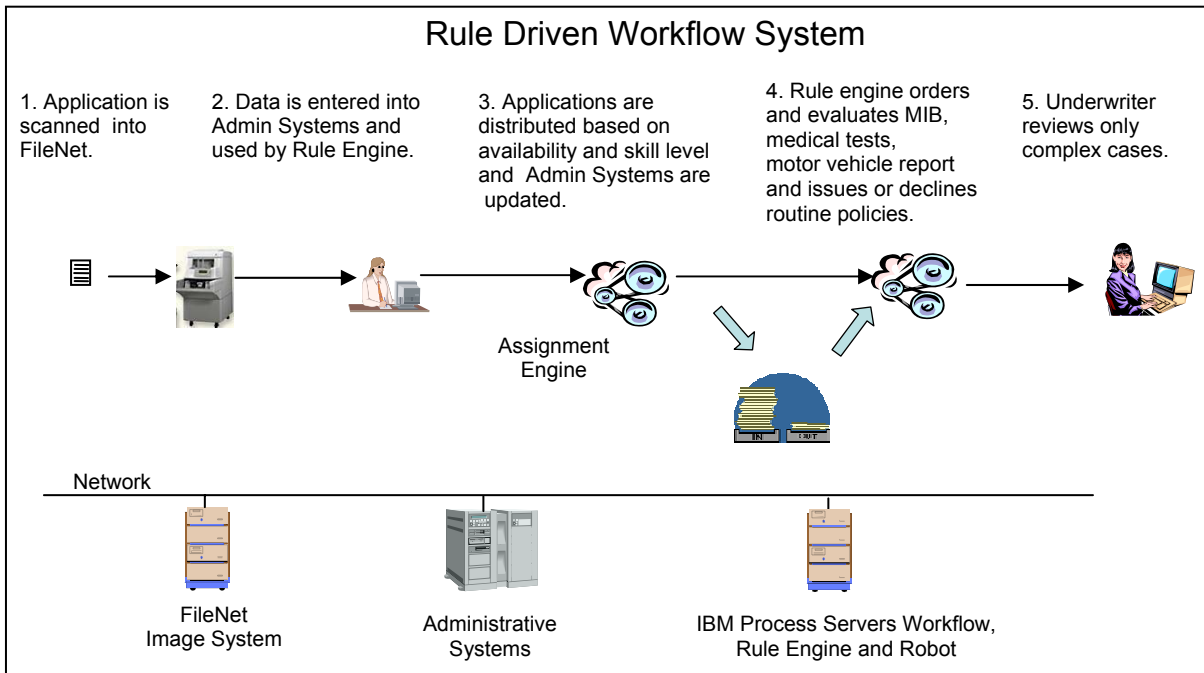 Rule Driven Workflow System
1. Application is
scanned into
FileNet.
2. Data is entered into
Admin Systems and
used by Rule Engine.
3. Applications are
distributed based on
availability and skill level
and Admin Systems are
updated.
4. Rule engine orders
and evaluates MIB,
medical tests,
motor vehicle report
and issues or declines
routine policies.
5. Underwriter
reviews only
complex cases.
Assignment
Engine
IN
OUT
Network
FileNet
Image System
Administrative
Systems
IBM Process Servers Workflow,
Rule Engine and Robot